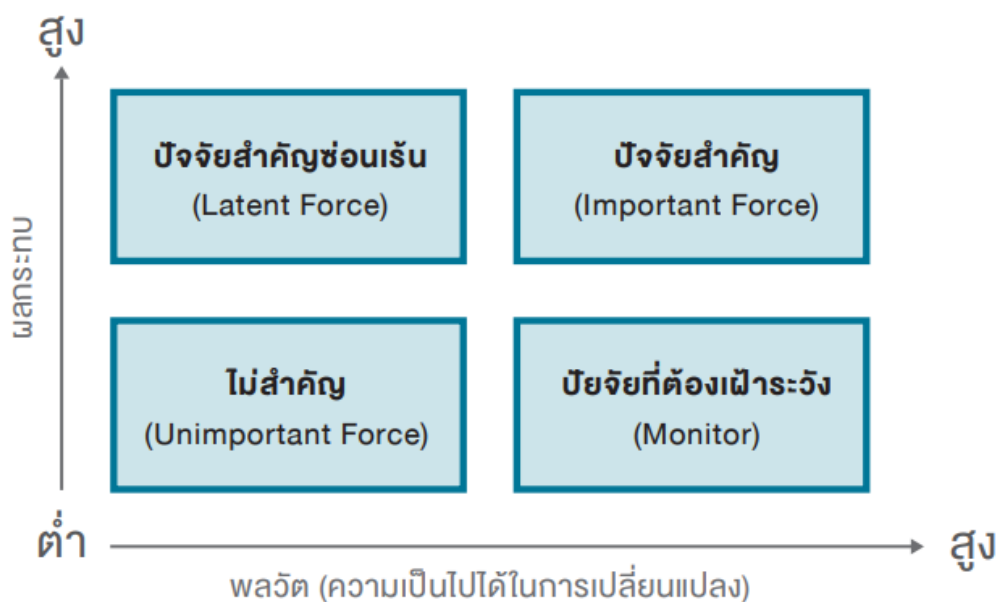 สูง
ผลกระทบ
ปัจจัยสำคัญซ่อนเร้น
(Latent Force)
ปัจจัยสำคัญ
(Important Force)
ไม่สำคัญ
(Unimportant Force)
ปัยจัยที่ต้องเฝ้าระวัง
(Monitor)
ต่ำ
สูง
พลวัต (ความเป็นไปได้ในการเปลี่ยนแปลง)